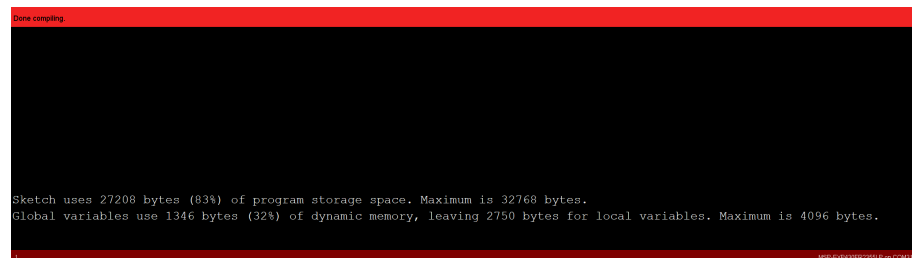 Done compiling.
Sketch uses 27208 bytes (83%) of program storage space. Maximum is 32768 bytes.
Global variables use 1346 bytes (32%) of dynamic memory, leaving 2750 bytes for local variables. Maximum is 4096 bytes.
1